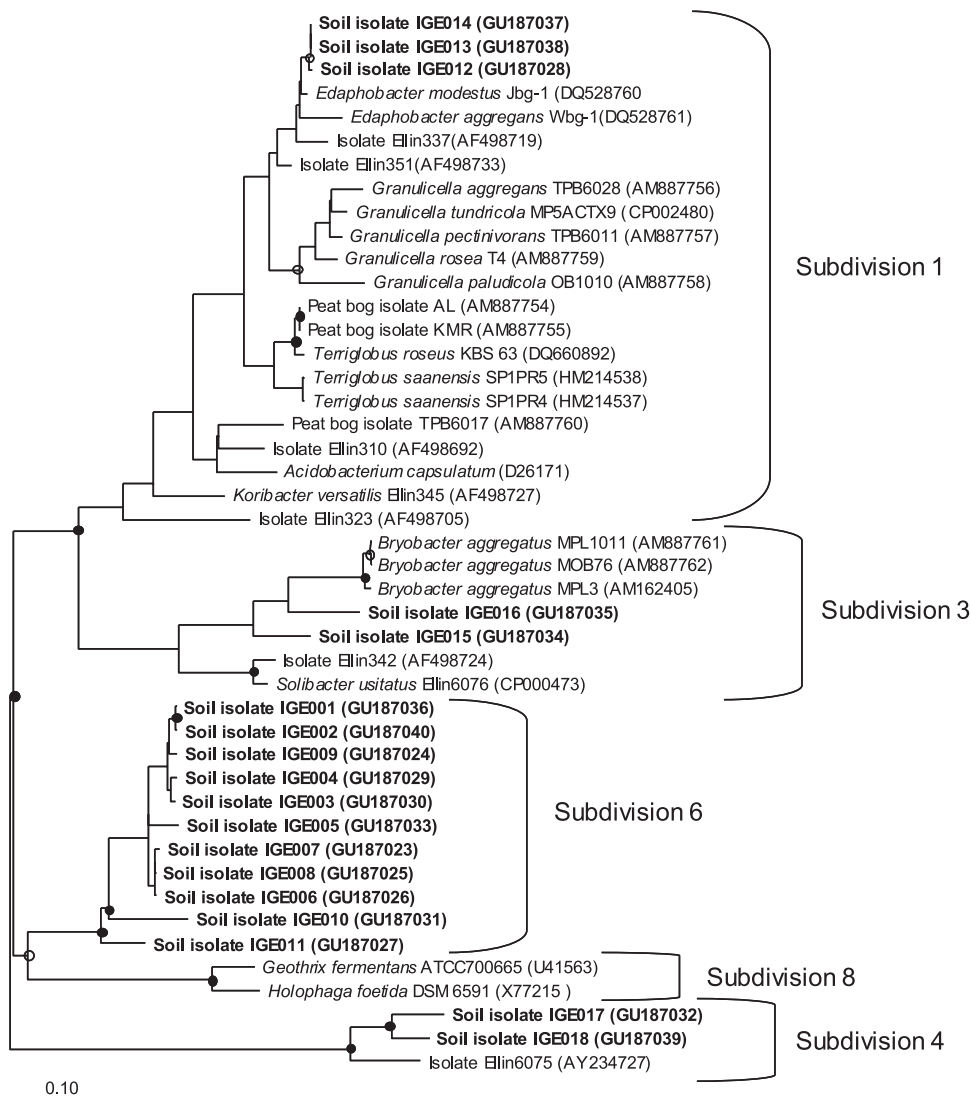 Soil isolate IGE014 (GU187037)
Soil isolate IGE013 (GU187038)
Soil isolate IGE012 (GU187028)
Edaphobacter modestus Jbg-1 (DQ528760
Edaphobacter aggregans Wbg-1(DQ528761)
Isolate Ellin337(AF498719)
Isolate Ellin351(AF498733)
Granulicella aggregans TPB6028 (AM887756)
Granulicella tundricola MP5ACTX9 (CP002480)
Granulicella pectinivorans TPB6011 (AM887757)
Granulicella rosea T4 (AM887759)
Granulicella paludicola OB1010 (AM887758)
Subdivision 1
Peat bog isolate AL (AM887754)
Peat bog isolate KMR (AM887755)
Terriglobus roseus KBS 63 (DQ660892)
Terriglobus saanensis SP1PR5 (HM214538)
Terriglobus saanensis SP1PR4 (HM214537)
Peat bog isolate TPB6017 (AM887760)
Isolate Ellin310 (AF498692)
Acidobacterium capsulatum (D26171)
Koribacter versatilis Ellin345 (AF498727)
Isolate Ellin323 (AF498705)
Bryobacter aggregatus MPL1011 (AM887761)
Bryobacter aggregatus MOB76 (AM887762)
Bryobacter aggregatus MPL3 (AM162405)
Soil isolate IGE016 (GU187035)
Subdivision 3
Soil isolate IGE015 (GU187034)
Isolate Ellin342 (AF498724)
Solibacter usitatus Ellin6076 (CP000473)
Soil isolate IGE001 (GU187036)
Soil isolate IGE002 (GU187040)
Soil isolate IGE009 (GU187024)
Soil isolate IGE004 (GU187029)
Soil isolate IGE003 (GU187030)
Subdivision 6
Soil isolate IGE005 (GU187033)
Soil isolate IGE007 (GU187023)
Soil isolate IGE008 (GU187025)
Soil isolate IGE006 (GU187026)
Soil isolate IGE010 (GU187031)
Soil isolate IGE011 (GU187027)
Geothrix fermentans ATCC700665 (U41563)
Subdivision 8
Holophaga foetida DSM 6591 (X77215 )
Soil isolate IGE017 (GU187032)
Soil isolate IGE018 (GU187039)
Subdivision 4
Isolate Ellin6075 (AY234727)
0.10